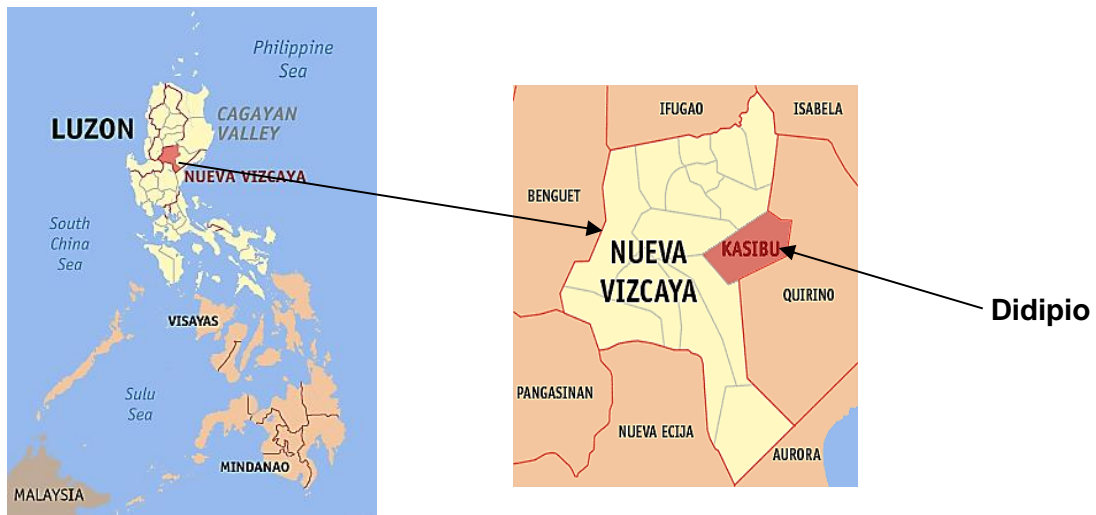 Philippine
Sea
CAGAYAN
VALLEY
LUZON
NUEVA VIZCAYA
South
China
Sea
VISAYAS
Sulu
Sea
MINDANAO
MALAYSIA
IFUGAO
ISABELA
BENGUET
NUEVA
VIZCAYA
KASIBU
QUIRINO
PANGASINAN
NUEVA ECIJA
AURORA
Didipio